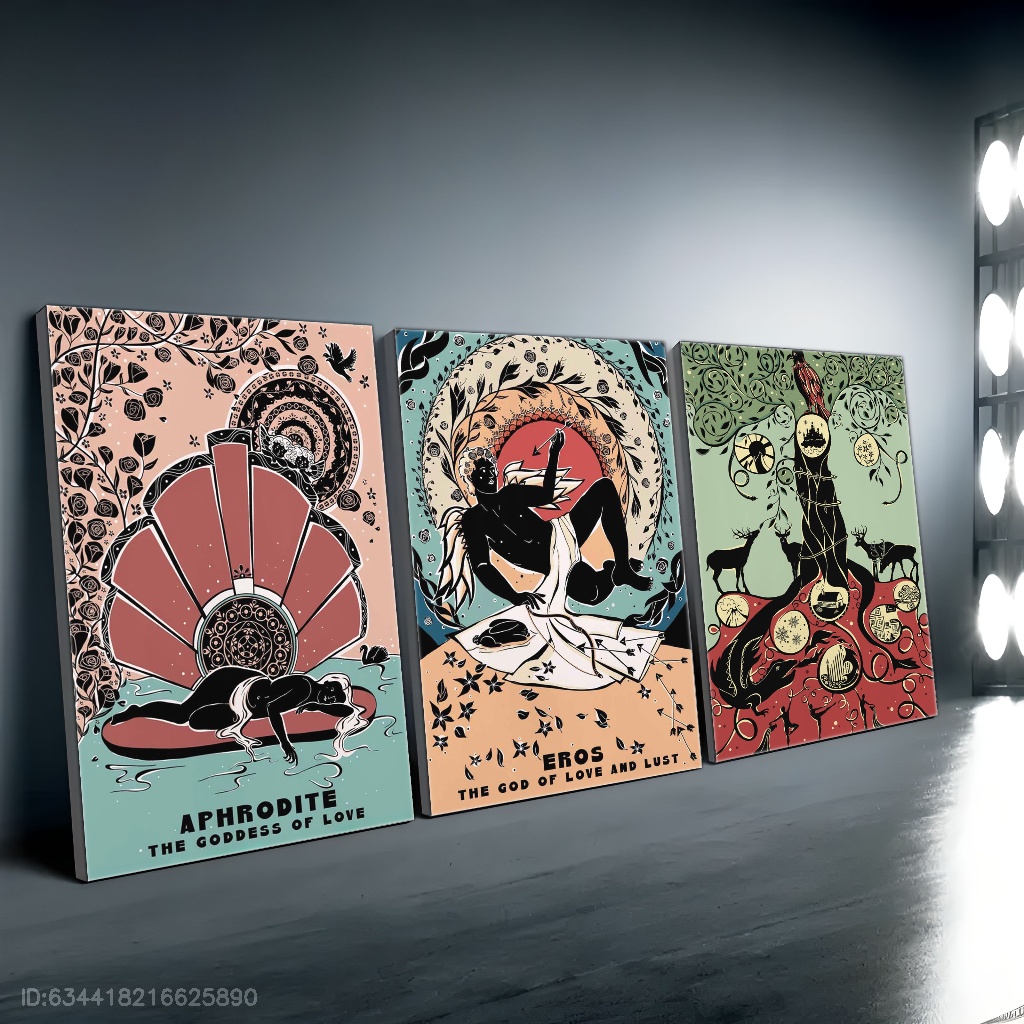 APHRODITE
THE GODDESS OF LOVE
EROS
THE GOD OF LOVE AND LUST
ID:634418216625890